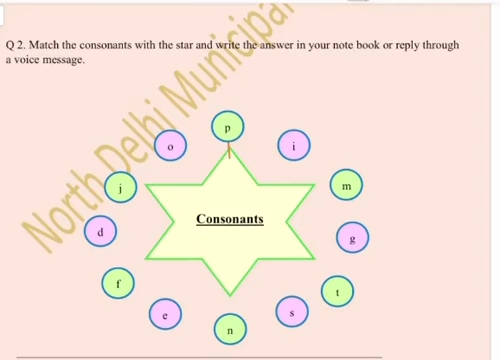 Q 2. Match the consonants with the star and write the answer in your note book or reply through
a voice message.
North Delhi Municipal
p
o
i
j
m
Consonants
d
g
f
t
e
s
n